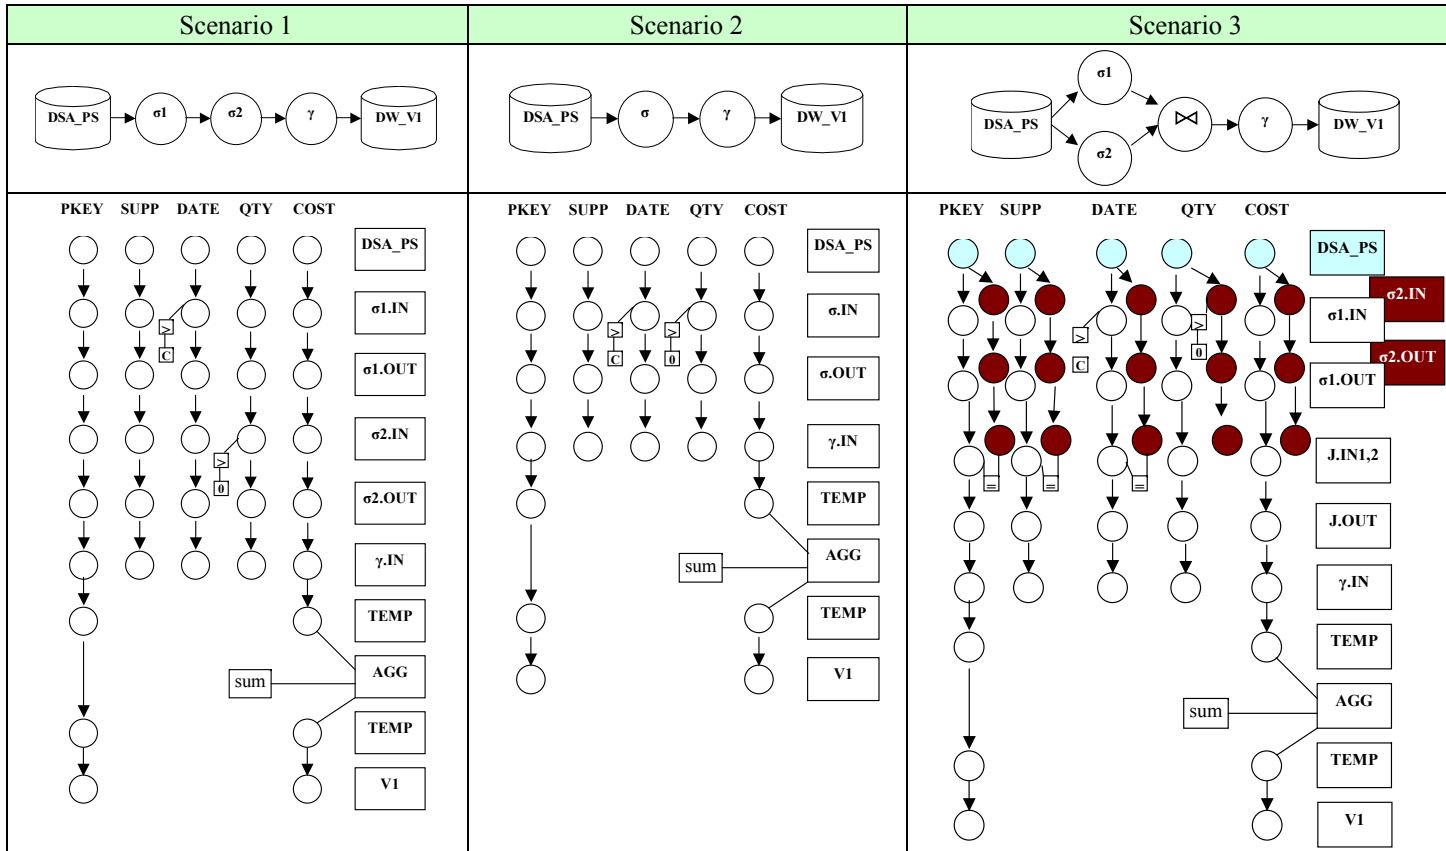 Scenario 1 Scenario 2 Scenario 3
DSA_PS σ1 σ2 γ DW_V1
DSA_PS σ γ DW_V1
σ1
DSA_PS ⋈ γ DW_V1
σ2
PKEY SUPP DATE QTY COST
DSA_PS
σ1.IN
>
C
σ1.OUT
σ2.IN
>
0
σ2.OUT
γ.IN
TEMP
AGG
sum
TEMP
V1
PKEY SUPP DATE QTY COST
DSA_PS
σ.IN
> >
C 0
σ.OUT
γ.IN
TEMP
AGG
sum
TEMP
V1
PKEY SUPP DATE QTY COST
DSA_PS
σ2.IN
σ1.IN
> >
C 0
σ2.OUT
σ1.OUT
J.IN1,2
= = =
J.OUT
γ.IN
TEMP
AGG
sum
TEMP
V1